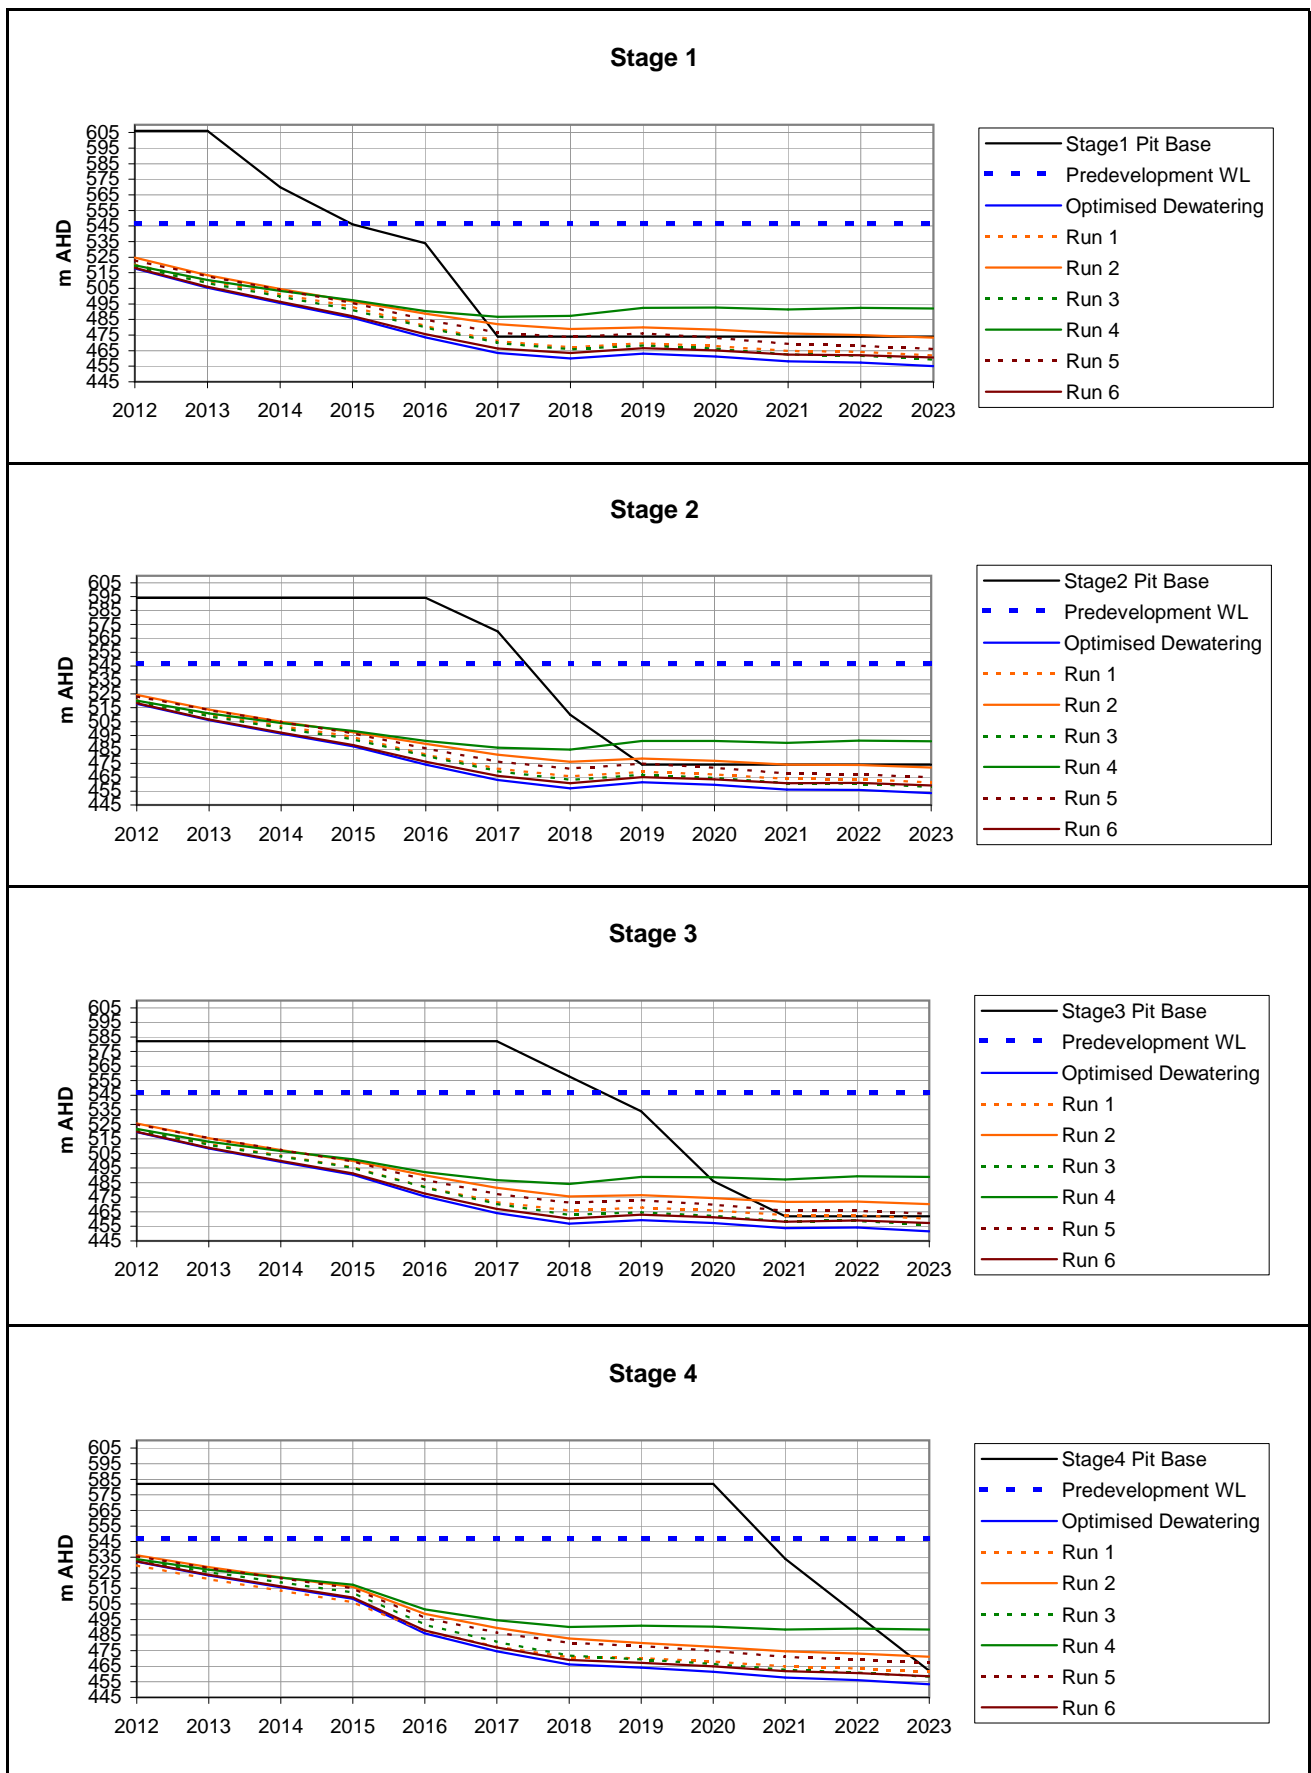 Stage 1
605
595
585
575
565
555
545
535
525
515
505
495
485
475
465
455
445
m AHD
2012 2013 2014 2015 2016 2017 2018 2019 2020 2021 2022 2023
Stage1 Pit Base
Predevelopment WL
Optimised Dewatering
Run 1
Run 2
Run 3
Run 4
Run 5
Run 6
Stage 2
605
595
585
575
565
555
545
535
525
515
505
495
485
475
465
455
445
m AHD
2012 2013 2014 2015 2016 2017 2018 2019 2020 2021 2022 2023
Stage2 Pit Base
Predevelopment WL
Optimised Dewatering
Run 1
Run 2
Run 3
Run 4
Run 5
Run 6
Stage 3
605
595
585
575
565
555
545
535
525
515
505
495
485
475
465
455
445
m AHD
2012 2013 2014 2015 2016 2017 2018 2019 2020 2021 2022 2023
Stage3 Pit Base
Predevelopment WL
Optimised Dewatering
Run 1
Run 2
Run 3
Run 4
Run 5
Run 6
Stage 4
605
595
585
575
565
555
545
535
525
515
505
495
485
475
465
455
445
m AHD
2012 2013 2014 2015 2016 2017 2018 2019 2020 2021 2022 2023
Stage4 Pit Base
Predevelopment WL
Optimised Dewatering
Run 1
Run 2
Run 3
Run 4
Run 5
Run 6